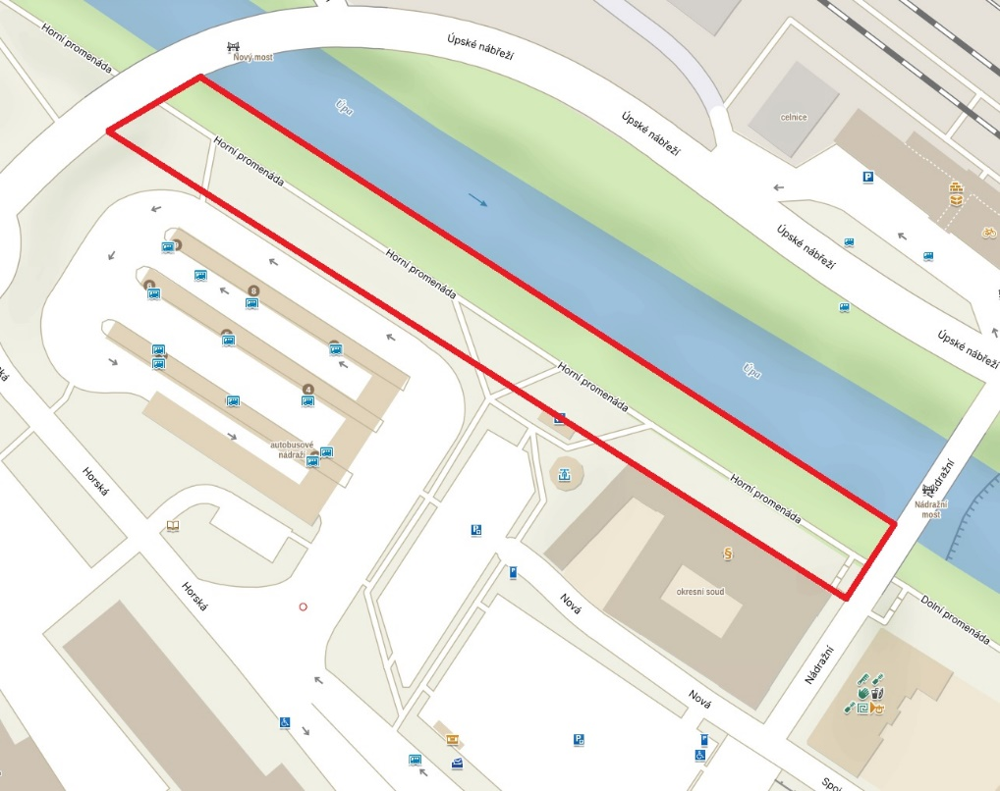 Horní promenáda
Nový most
Úpské nábřeží
Úpa
Úpské nábřeží
celnice
P
Horní promenáda
Úpské nábřeží
Horní promenáda
8
Úpské nábřeží
Horní promenáda
Úpa
4
autobusové
nádraží
Horská
Horní promenáda
Nádražní
Nádražní
most
§
okresní soud
Nová
Horská
Dolní promenáda
Nádražní
Nová